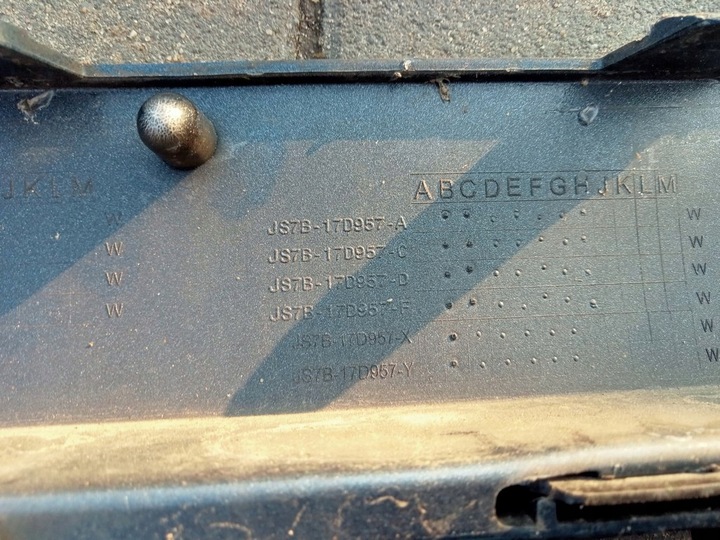 JKLM
ABCDEFGHJKLM
W JS7B-17D957-A W
W JS7B-17D957-C W
W JS7B-17D957-D W
W JS7B-17D957-F W
JS7B-17D957-X W
JS7B-17D957-Y W